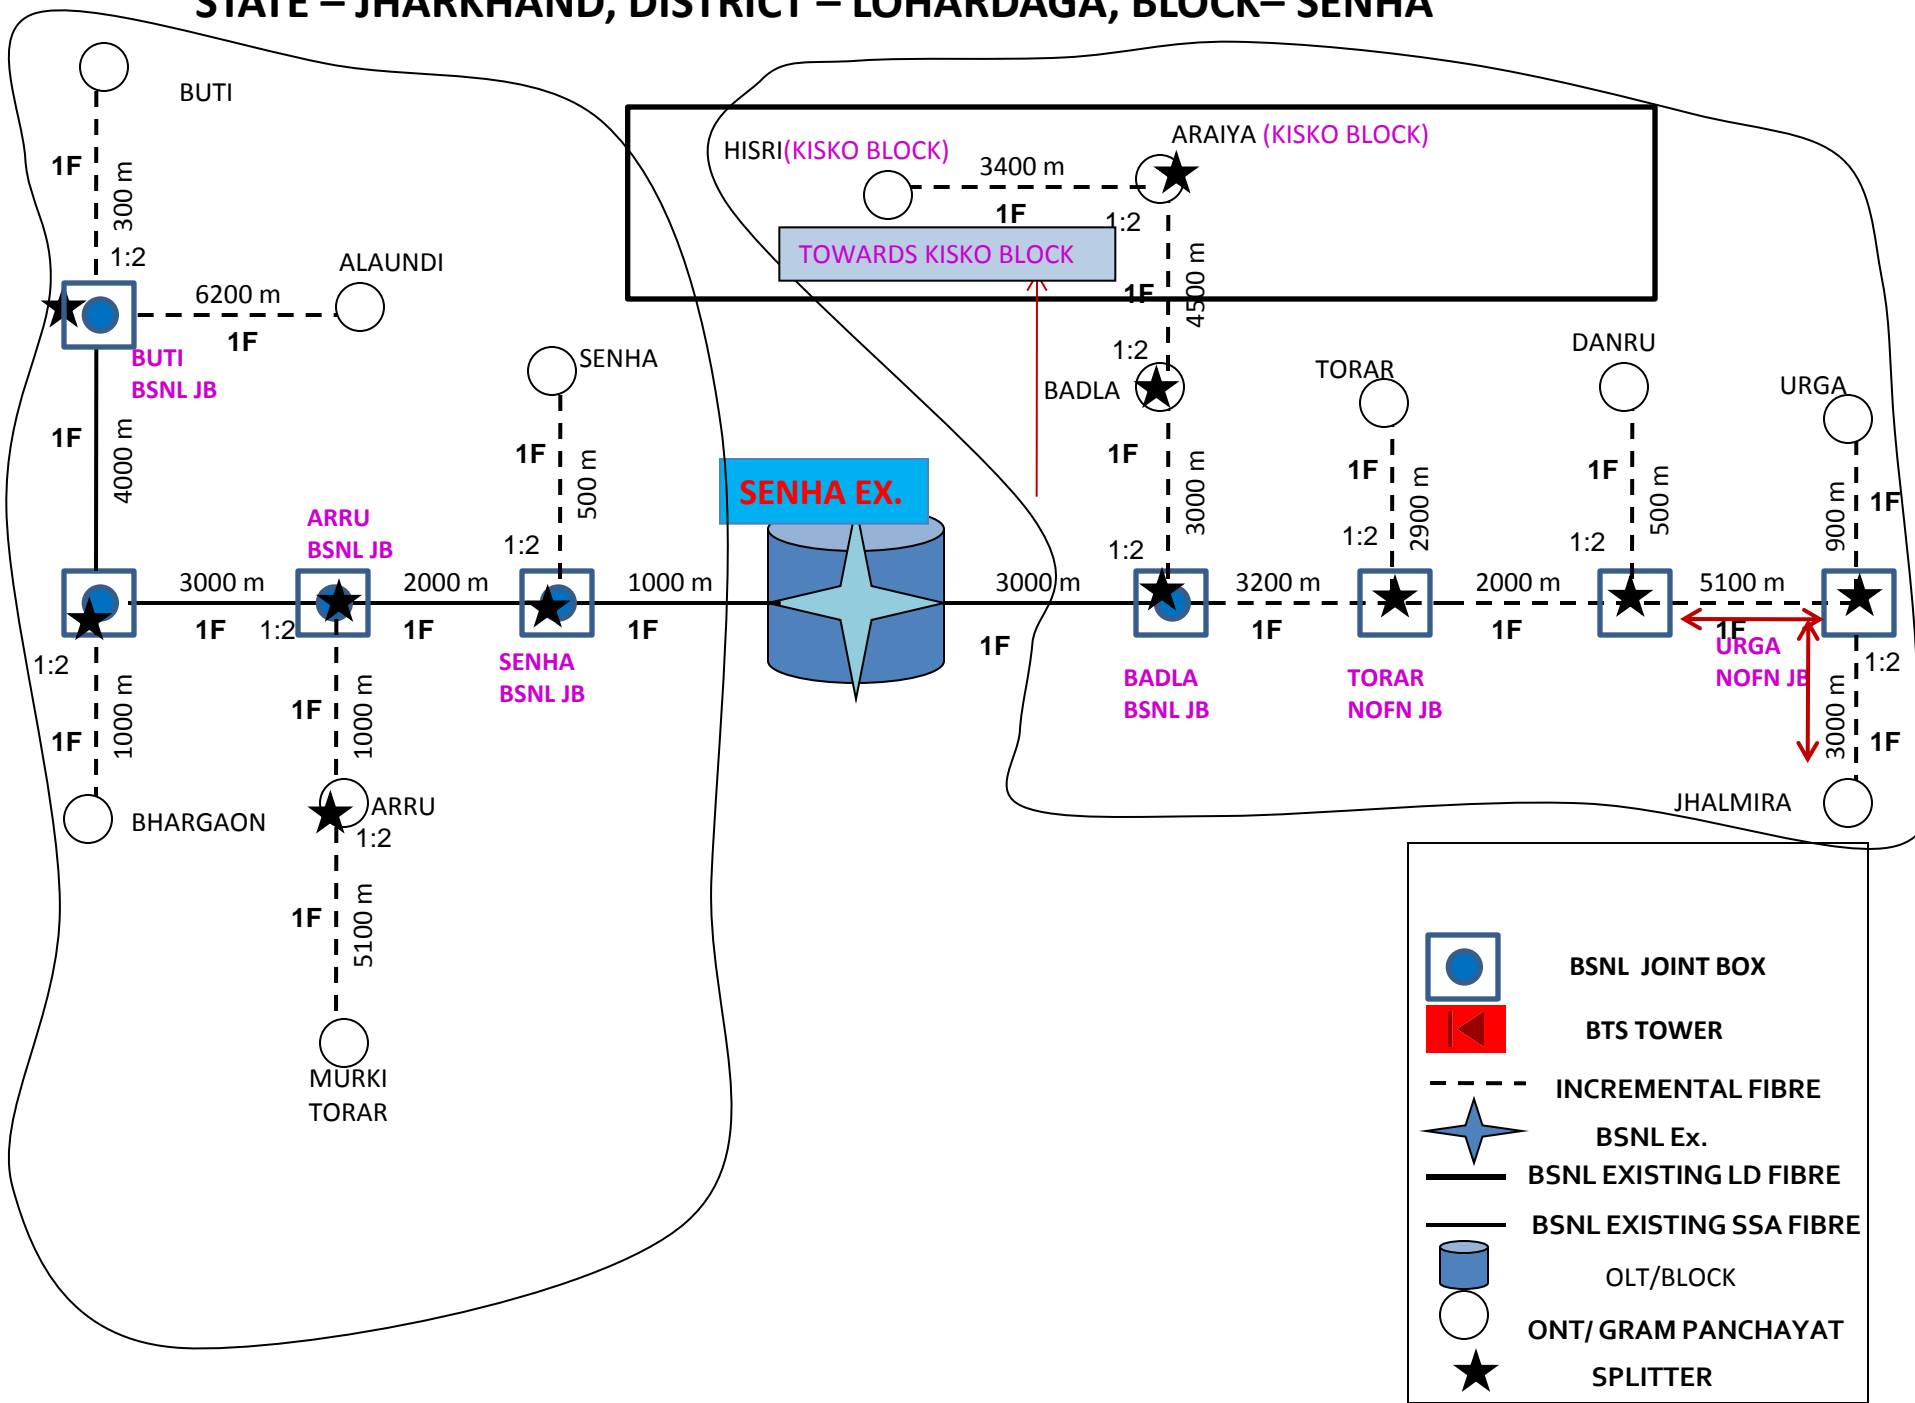 STATE – JHARKHAND, DISTRICT – LOHARDAGA, BLOCK– SENHA
BUTI
1F
300 m
1:2
ALAUNDI
6200 m
1F
BUTI
BSNL JB
1F
4000 m
SENHA
1F
500 m
1:2
ARRU
BSNL JB
3000 m
1F
1:2
2000 m
1F
1000 m
1F
SENHA
BSNL JB
1:2
1F
1000 m
BHARGAON
1F
1000 m
ARRU
1:2
1F
5100 m
MURKI
TORAR
SENHA EX.
HISRI(KISKO BLOCK)
ARAIYA (KISKO BLOCK)
3400 m
1F
1:2
TOWARDS KISKO BLOCK
1F
4500 m
1:2
BADLA
1F
3000 m
1:2
3000 m
1F
BADLA
BSNL JB
TORAR
1F
2900 m
1:2
3200 m
1F
TORAR
NOFN JB
DANRU
1F
500 m
1:2
2000 m
1F
URGA
1F
900 m
5100 m
1F
URGA
NOFN JB
1:2
3000 m
1F
JHALMIRA
BSNL JOINT BOX
BTS TOWER
INCREMENTAL FIBRE
BSNL Ex.
BSNL EXISTING LD FIBRE
BSNL EXISTING SSA FIBRE
OLT/BLOCK
ONT/ GRAM PANCHAYAT
SPLITTER